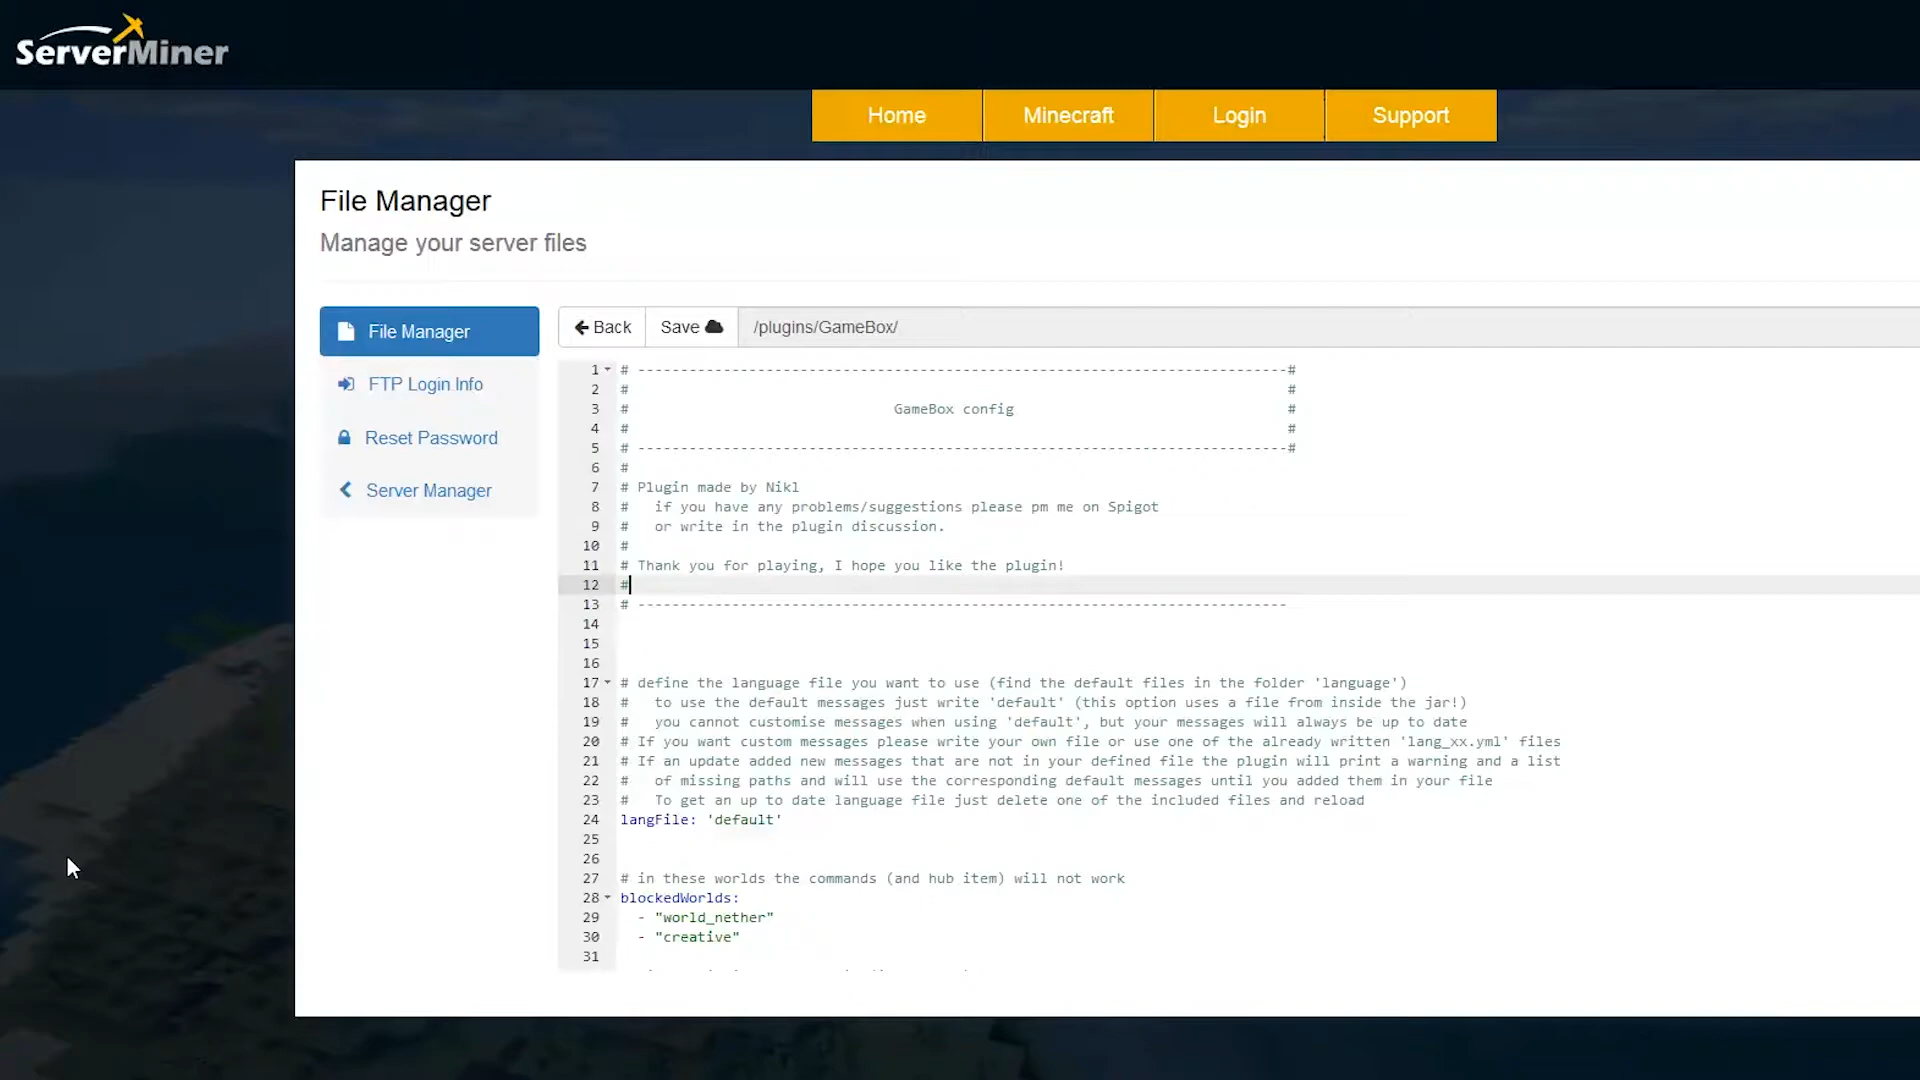 ServerMiner
Home Minecraft Login Support
File Manager
Manage your server files
File Manager
FTP Login Info
Reset Password
Server Manager
Back Save /plugins/GameBox/
1 # ----------------------------------------------------------------------------#
2 # #
3 # GameBox config #
4 # #
5 # ----------------------------------------------------------------------------#
6 #
7 # Plugin made by Nikl
8 #   if you have any problems/suggestions please pm me on Spigot
9 #   or write in the plugin discussion.
10 #
11 # Thank you for playing, I hope you like the plugin!
12 #
13 # ----------------------------------------------------------------------------
14
15
16
17 # define the language file you want to use (find the default files in the folder 'language')
18 #   to use the default messages just write 'default' (this option uses a file from inside the jar!)
19 #   you cannot customise messages when using 'default', but your messages will always be up to date
20 # If you want custom messages please write your own file or use one of the already written 'lang_xx.yml' files
21 # If an update added new messages that are not in your defined file the plugin will print a warning and a list
22 #   of missing paths and will use the corresponding default messages until you added them in your file
23 #   To get an up to date language file just delete one of the included files and reload
24 langFile: 'default'
25
26
27 # in these worlds the commands (and hub item) will not work
28 blockedWorlds:
29   - "world_nether"
30   - "creative"
31